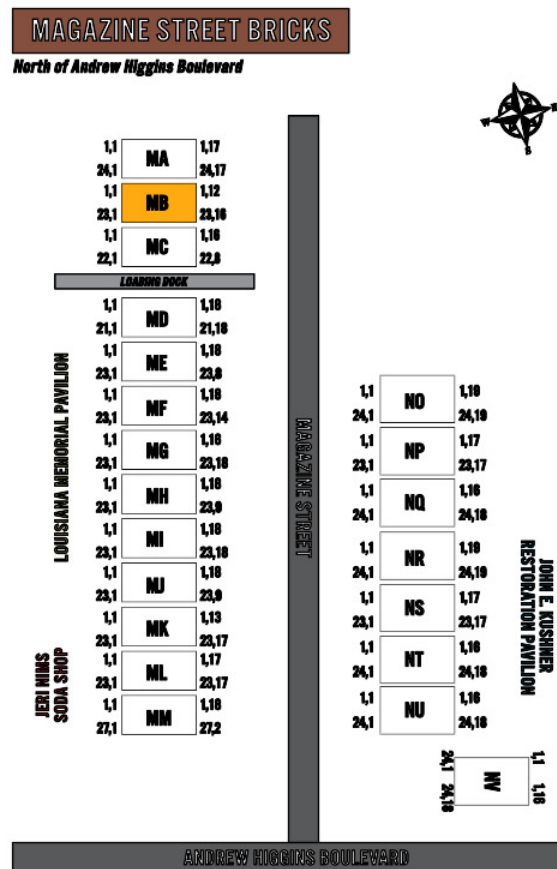 MAGAZINE STREET BRICKS
North of Andrew Higgins Boulevard
N
W
S
1,1 MA 1,17
24,1 24,17
1,1 MB 1,12
23,1 23,16
1,1 MC 1,16
22,1 22,8
LOADING DOCK
1,1 MD 1,18
21,1 21,18
1,1 ME 1,18
23,1 23,8
1,1 MF 1,18
23,1 23,14
1,1 MG 1,18
23,1 23,18
1,1 MH 1,18
23,1 23,9
1,1 MI 1,18
23,1 23,18
1,1 MJ 1,18
23,1 23,9
1,1 MK 1,13
23,1 23,17
1,1 ML 1,17
23,1 23,17
1,1 MM 1,18
27,1 27,2
LOUISIANA MEMORIAL PAVILION
JERI NIMS
SODA SHOP
MAGAZINE STREET
1,1 NO 1,19
24,1 24,19
1,1 NP 1,17
23,1 23,17
1,1 NQ 1,16
24,1 24,18
1,1 NR 1,19
24,1 24,19
1,1 NS 1,17
23,1 23,17
1,1 NT 1,16
24,1 24,18
1,1 NU 1,16
24,1 24,18
24,1 NV 1,1
24,18 1,16
JOHN E. KUSHNER
RESTORATION PAVILION
ANDREW HIGGINS BOULEVARD